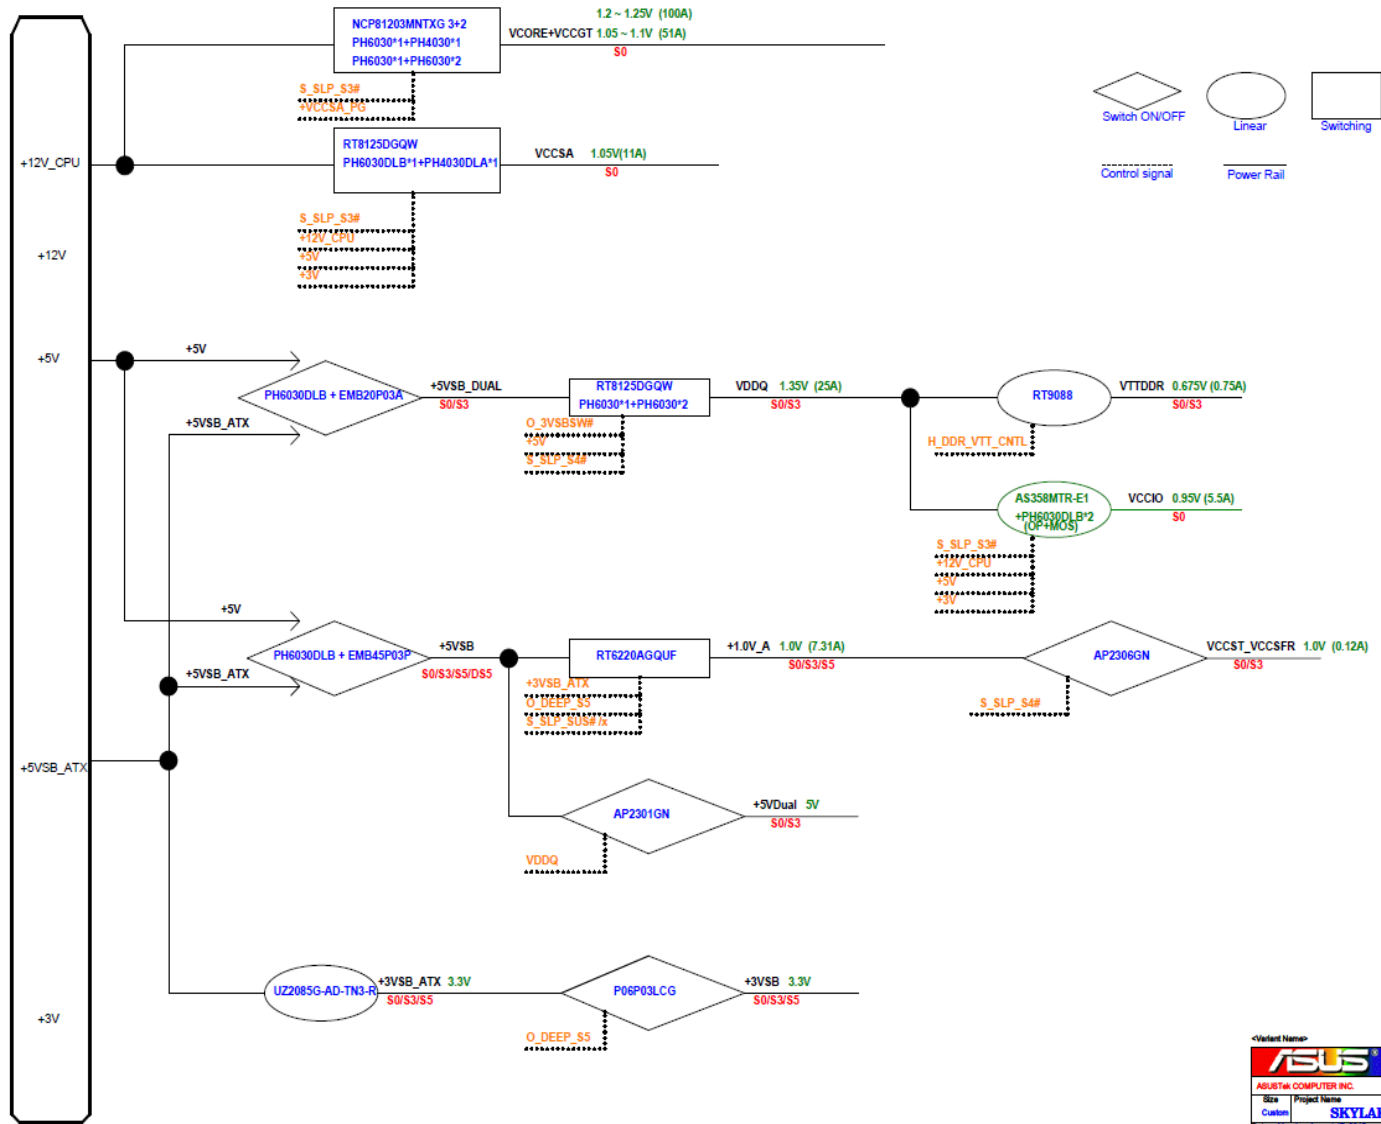 NCP81203MNTXG 3+2
PH6030*1+PH4030*1
PH6030*1+PH6030*2
1.2 ~ 1.25V (100A)
VCORE+VCCGT 1.05 ~ 1.1V (51A)
S0
S_SLP_S3#
+VCCSA_PG
Switch ON/OFF
Linear
Switching
Control signal
Power Rail
+12V_CPU
RT8125DGQW
PH6030DLB*1+PH4030DLA*1
VCCSA 1.05V(11A)
S0
S_SLP_S3#
+12V_CPU
+5V
+3V
+12V
+5V
+5V
PH6030DLB + EMB20P03A
+5VSB_ATX
+5VSB_DUAL
S0/S3
RT8125DGQW
PH6030*1+PH6030*2
O_3VSBSW#
+5V
S_SLP_S4#
VDDQ 1.35V (25A)
S0/S3
RT9088
H_DDR_VTT_CNTL
VTTDDR 0.675V (0.75A)
S0/S3
AS358MTR-E1
+PH6030DLB*2
(OP+MOS)
VCCIO 0.95V (5.5A)
S0
S_SLP_S3#
+12V_CPU
+5V
+3V
+5V
PH6030DLB + EMB45P03P
+5VSB_ATX
+5VSB
S0/S3/S5/DS5
RT6220AGQUF
+3VSB_ATX
O_DEEP_S5
S_SLP_SUS# /x
+1.0V_A 1.0V (7.31A)
S0/S3/S5
AP2306GN
S_SLP_S4#
VCCST_VCCSFR 1.0V (0.12A)
S0/S3
+5VSB_ATX
AP2301GN
VDDQ
+5VDual 5V
S0/S3
UZ2085G-AD-TN3-R
+3VSB_ATX 3.3V
S0/S3/S5
P06P03LCG
O_DEEP_S5
+3VSB 3.3V
S0/S3/S5
+3V
<Variant Name>
ASUS®
ASUSTek COMPUTER INC.
Size Project Name
Custom